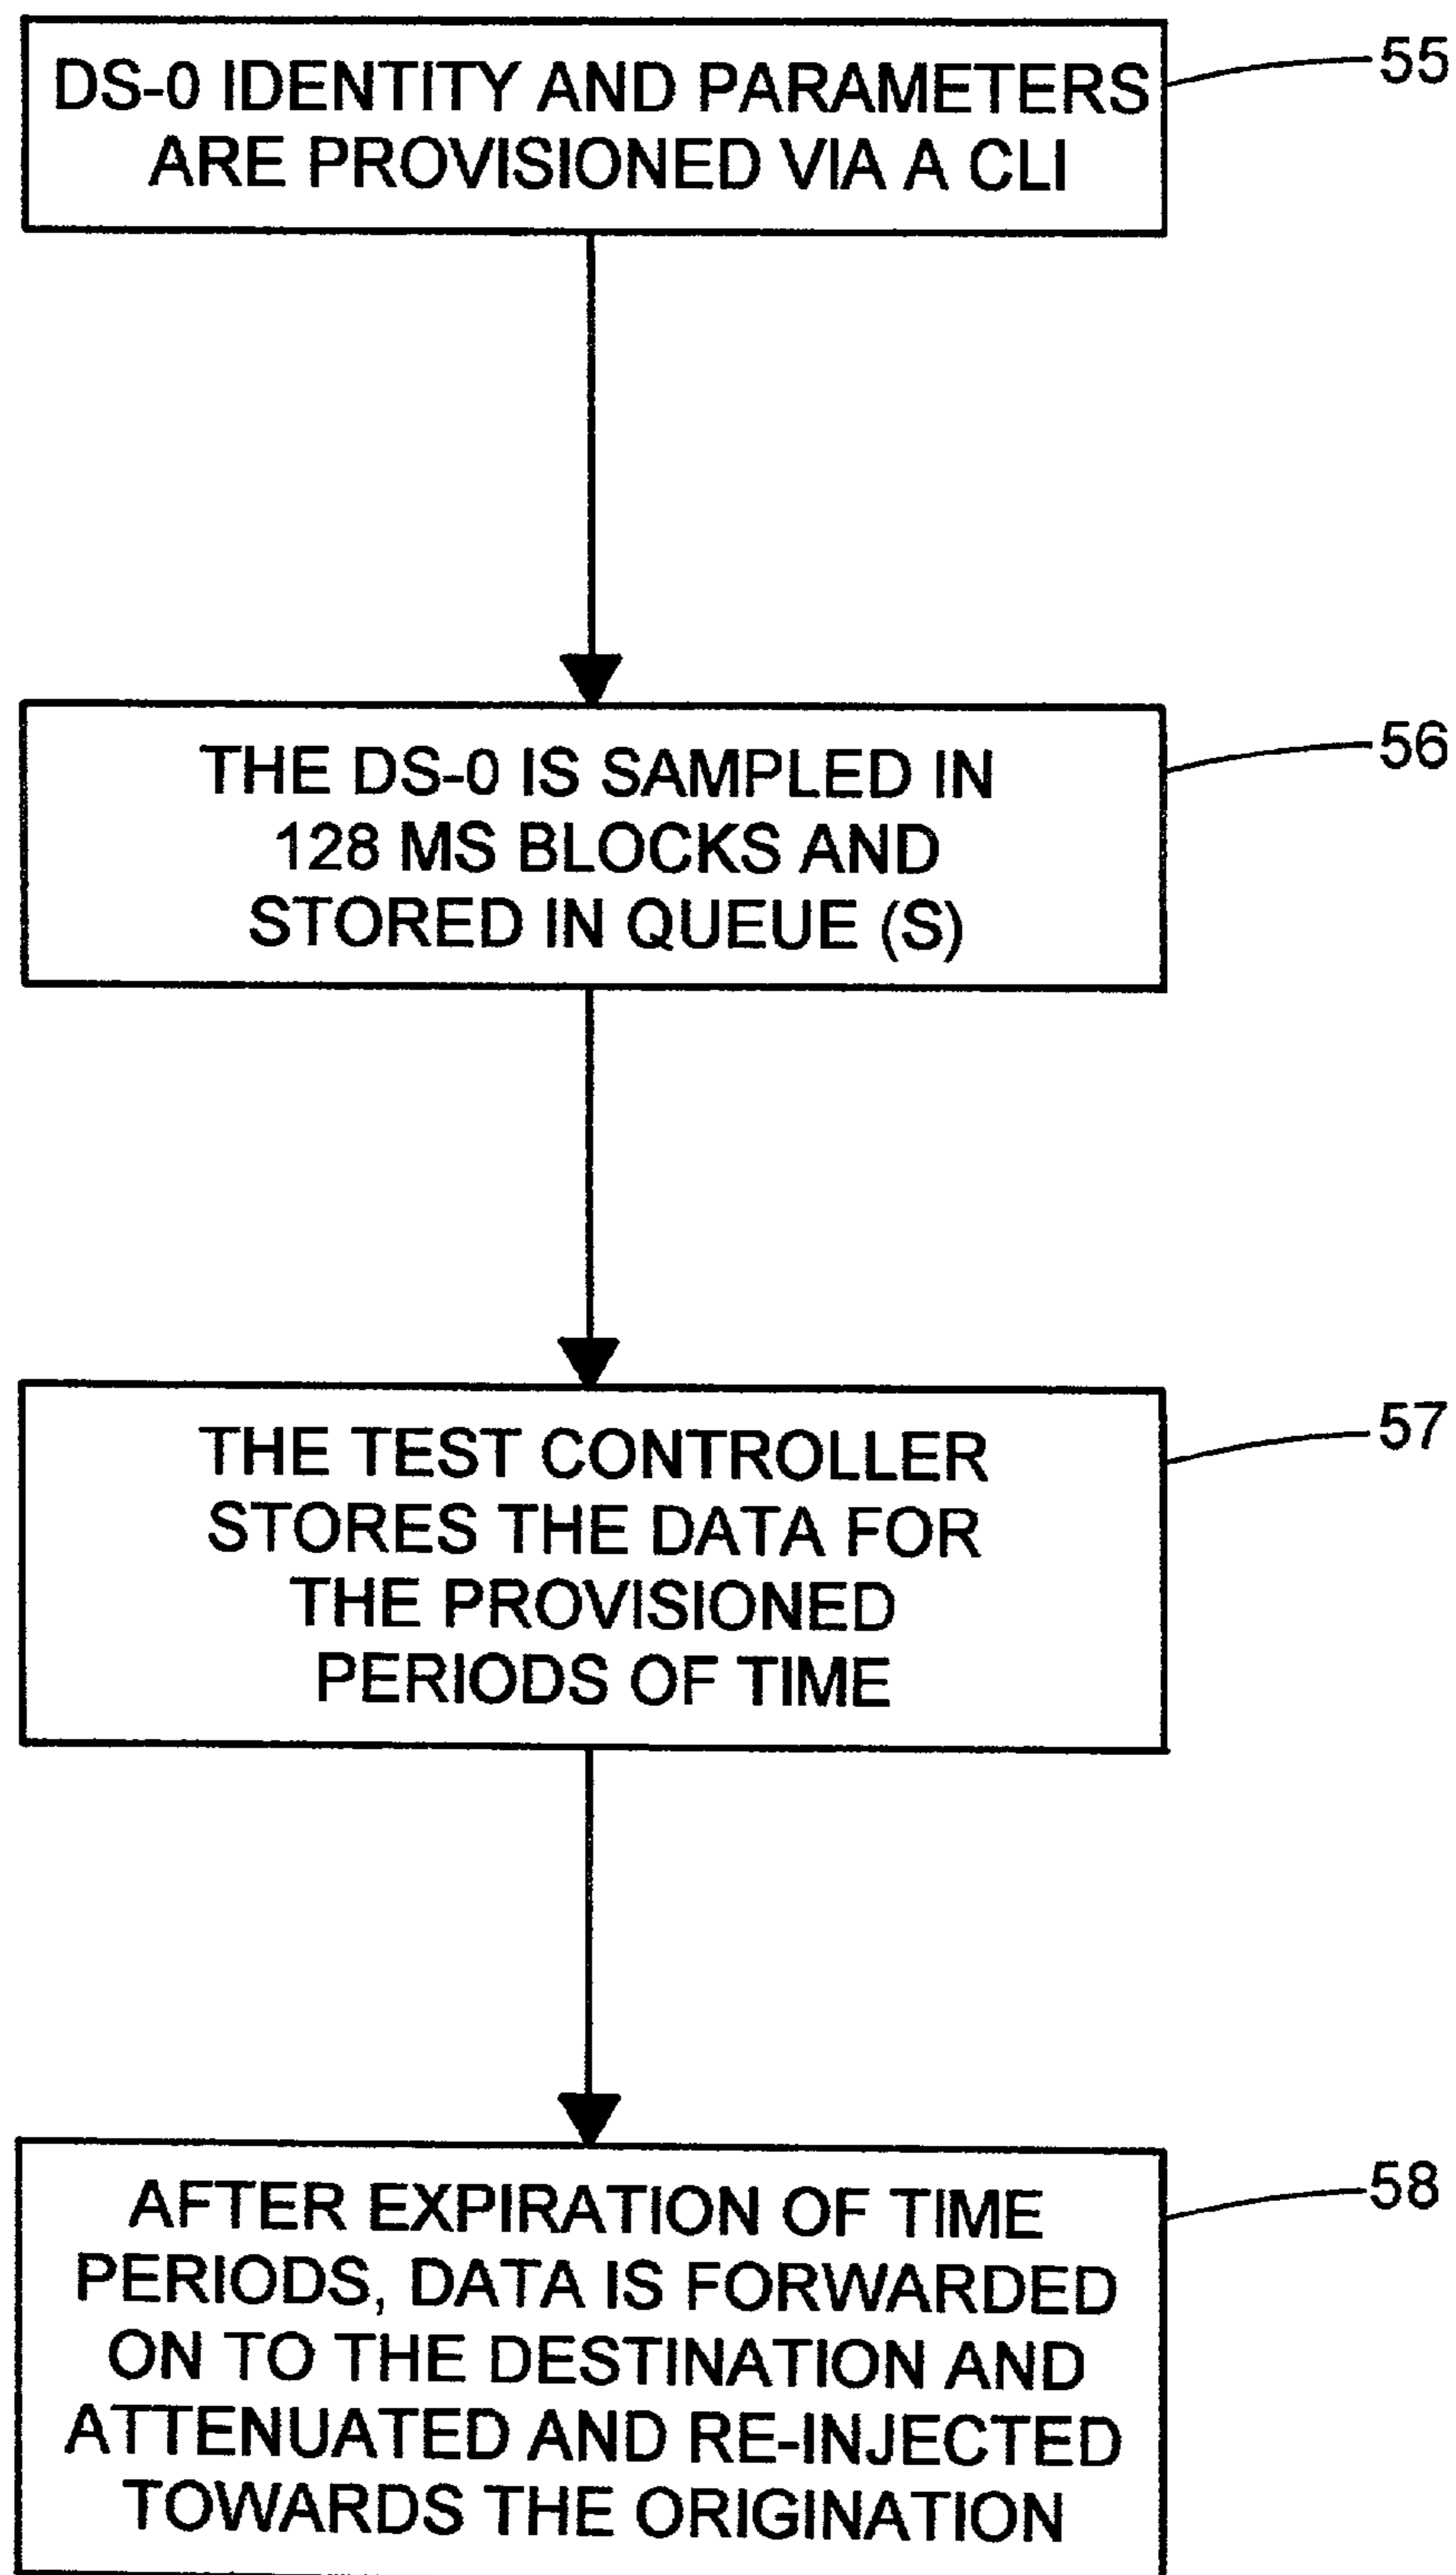 DS-0 IDENTITY AND PARAMETERS
ARE PROVISIONED VIA A CLI
55
THE DS-0 IS SAMPLED IN
128 MS BLOCKS AND
STORED IN QUEUE (S)
56
THE TEST CONTROLLER
STORES THE DATA FOR
THE PROVISIONED
PERIODS OF TIME
57
AFTER EXPIRATION OF TIME
PERIODS, DATA IS FORWARDED
ON TO THE DESTINATION AND
ATTENUATED AND RE-INJECTED
TOWARDS THE ORIGINATION
58